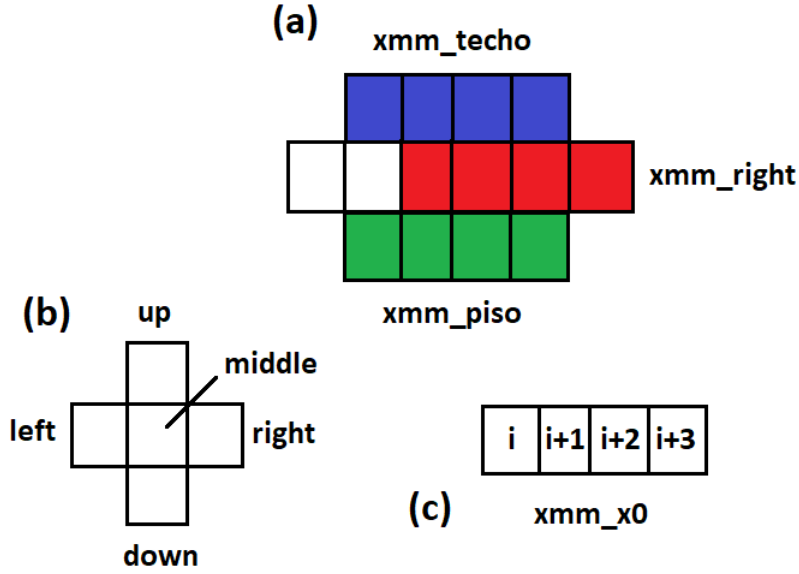 (a)
xmm_techo
xmm_right
xmm_piso
(b)
up
middle
left
right
down
i i+1 i+2 i+3
(c)
xmm_x0